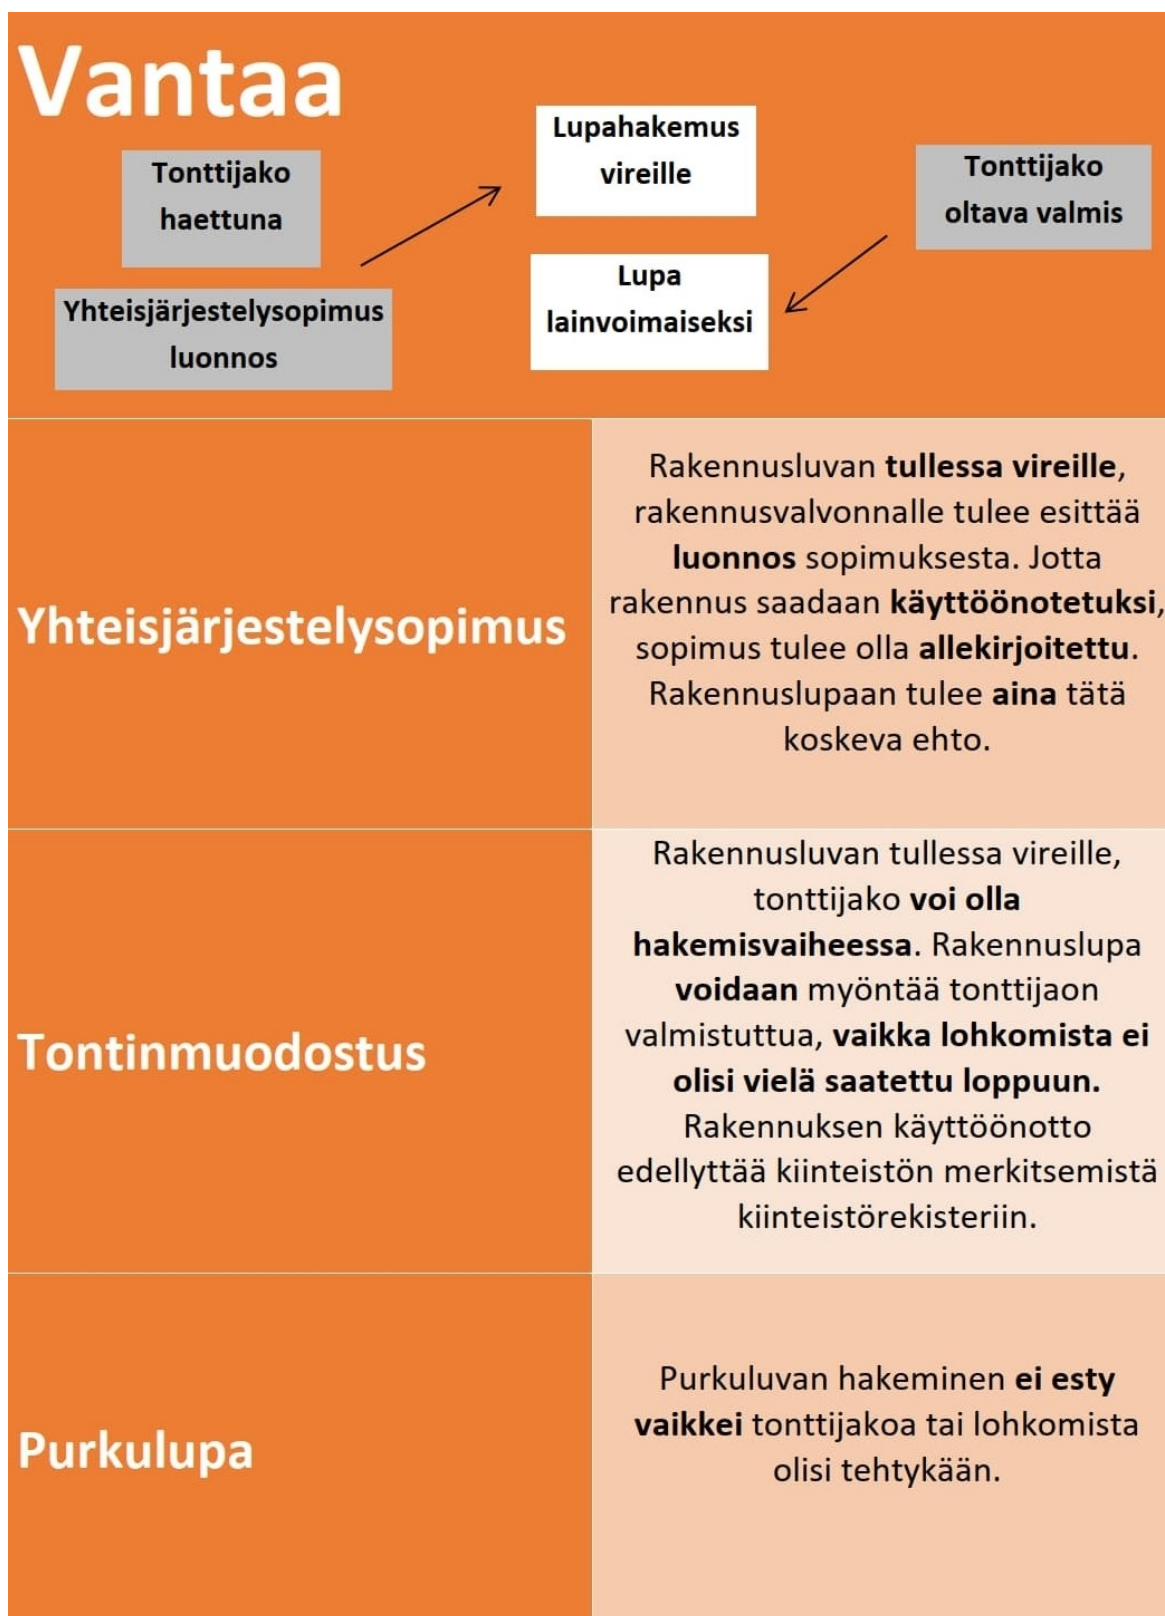 Vantaa
Tonttijako
haettuna
Yhteisjärjestelysopimus
luonnos
Lupahakemus
vireille
Lupa
lainvoimaiseksi
Tonttijako
oltava valmis
Yhteisjärjestelysopimus
Rakennusluvan tullessa vireille,
rakennusvalvonnalle tulee esittää
luonnos sopimuksesta. Jotta
rakennus saadaan käyttöönotetuksi,
sopimus tulee olla allekirjoitettu.
Rakennuslupaan tulee aina tätä
koskeva ehto.
Tontinmuodostus
Rakennusluvan tullessa vireille,
tonttijako voi olla
hakemisvaiheessa. Rakennuslupa
voidaan myöntää tonttijaon
valmistuttua, vaikka lohkomista ei
olisi vielä saatettu loppuun.
Rakennuksen käyttöönotto
edellyttää kiinteistön merkitsemistä
kiinteistörekisteriin.
Purkulupa
Purkuluvan hakeminen ei esty
vaikkei tonttijakoa tai lohkomista
olisi tehtykään.